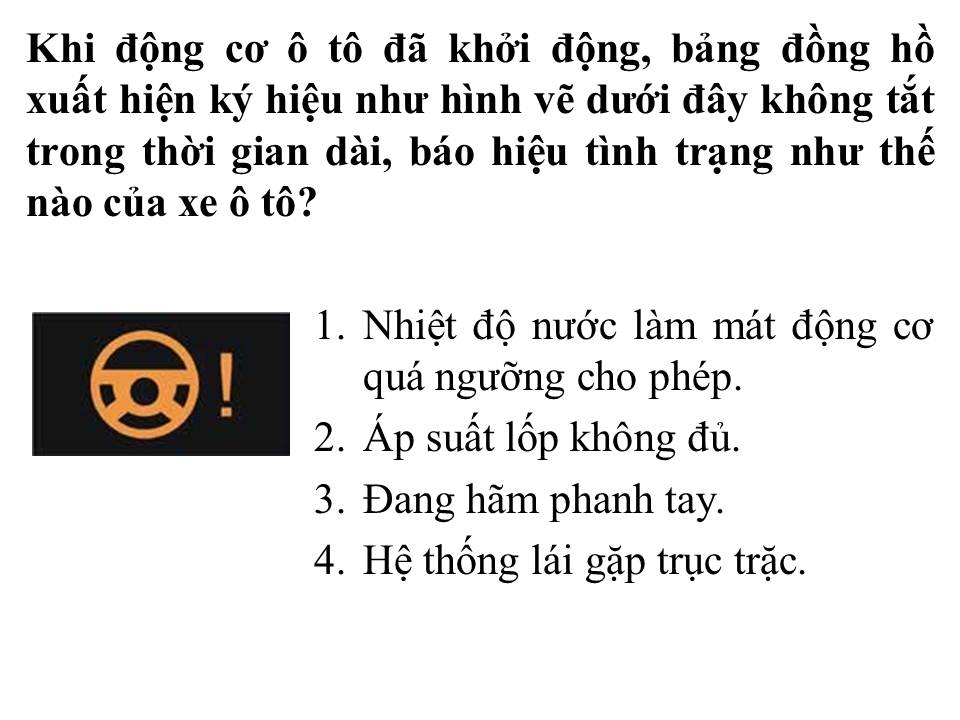 Khi động cơ ô tô đã khởi động, bảng đồng hồ
xuất hiện ký hiệu như hình vẽ dưới đây không tắt
trong thời gian dài, báo hiệu tình trạng như thế
nào của xe ô tô?
1. Nhiệt độ nước làm mát động cơ
quá ngưỡng cho phép.
2. Áp suất lốp không đủ.
3. Đang hãm phanh tay.
4. Hệ thống lái gặp trục trặc.
!